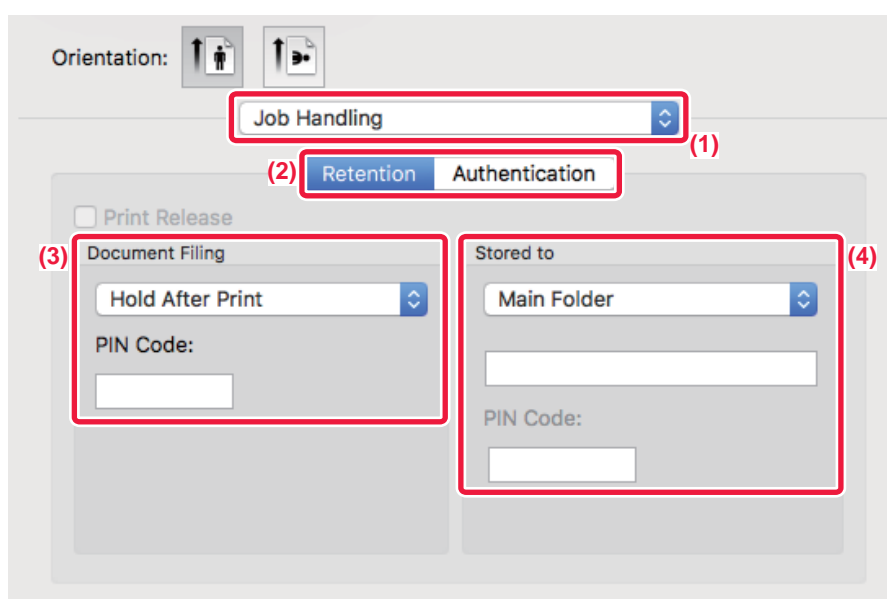 Orientation:
Job Handling
(1)
(2)
Retention Authentication
Print Release
(3)
Document Filing
Hold After Print
PIN Code:
Stored to
(4)
Main Folder
PIN Code: